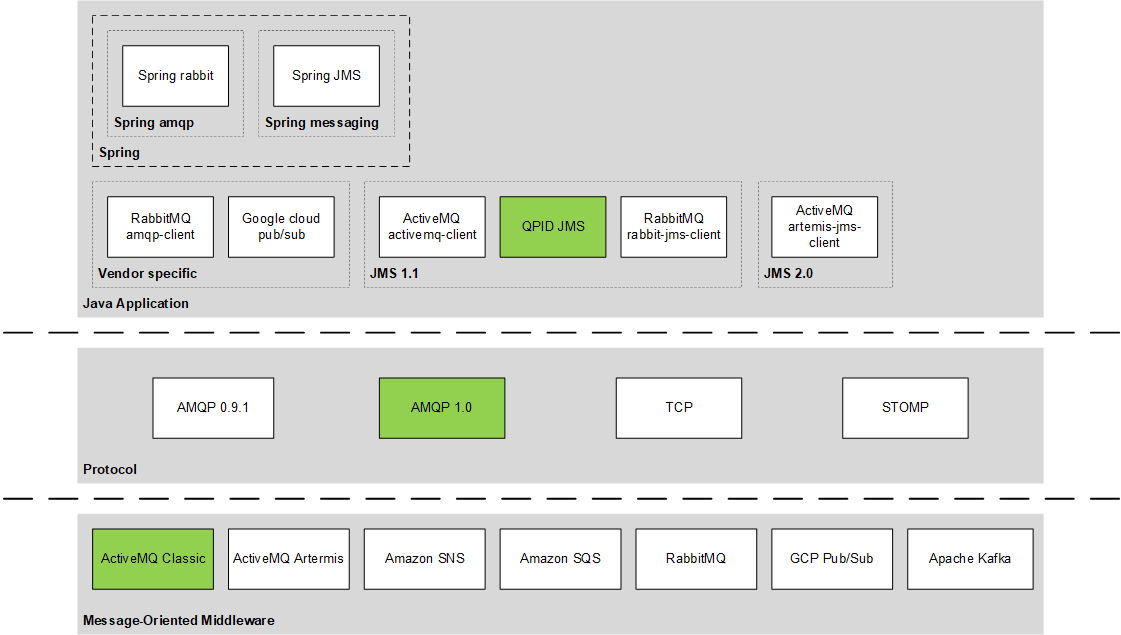 Spring rabbit
Spring JMS
Spring amqp
Spring messaging
Spring
RabbitMQ
amqp-client
Google cloud
pub/sub
ActiveMQ
activemq-client
QPID JMS
RabbitMQ
rabbit-jms-client
ActiveMQ
artemis-jms-
client
Vendor specific
JMS 1.1
JMS 2.0
Java Application
AMQP 0.9.1
AMQP 1.0
TCP
STOMP
Protocol
ActiveMQ Classic
ActiveMQ Artermis
Amazon SNS
Amazon SQS
RabbitMQ
GCP Pub/Sub
Apache Kafka
Message-Oriented Middleware